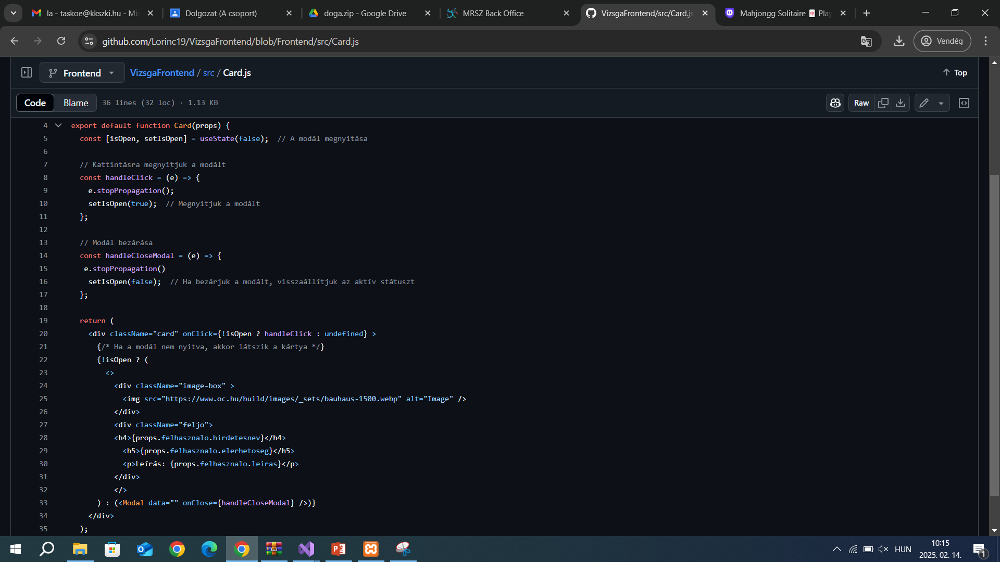 la - taskoe@kkszki.hu - Mis
Dolgozat (A csoport)
doga.zip - Google Drive
MRSZ Back Office
VizsgaFrontend/src/Card.js
Mahjongg Solitaire 🀄 Play
github.com/Lorinc19/VizsgaFrontend/blob/Frontend/src/Card.js
Vendég
Frontend
VizsgaFrontend / src / Card.js
Top
Code
Blame
36 lines (32 loc) · 1.13 KB
Raw
4 export default function Card(props) {
5 const [isOpen, setIsOpen] = useState(false);  // A modál megnyitása
6
7 // Kattintásra megnyitjuk a modált
8 const handleClick = (e) => {
9 e.stopPropagation();
10 setIsOpen(true);  // Megnyitjuk a modált
11 };
12
13 // Modál bezárása
14 const handleCloseModal = (e) => {
15 e.stopPropagation()
16 setIsOpen(false);  // Ha bezárjuk a modált, visszaállítjuk az aktív státuszt
17 };
18
19 return (
20 <div className="card" onClick={!isOpen ? handleClick : undefined} >
21 {/* Ha a modál nem nyitva, akkor látszik a kártya */}
22 {!isOpen ? (
23 <>
24 <div className="image-box" >
25 <img src="https://www.oc.hu/build/images/_sets/bauhaus-1500.webp" alt="Image" />
26 </div>
27 <div className="feljo">
28 <h4>{props.felhasznalo.hirdetesnev}</h4>
29 <h5>{props.felhasznalo.elerhetoseg}</h5>
30 <p>Leírás: {props.felhasznalo.leiras}</p>
31 </div>
32 </>
33 ) : (<Modal data="" onClose={handleCloseModal} />)}
34 </div>
35 );
HUN
10:15
2025. 02. 14.
1